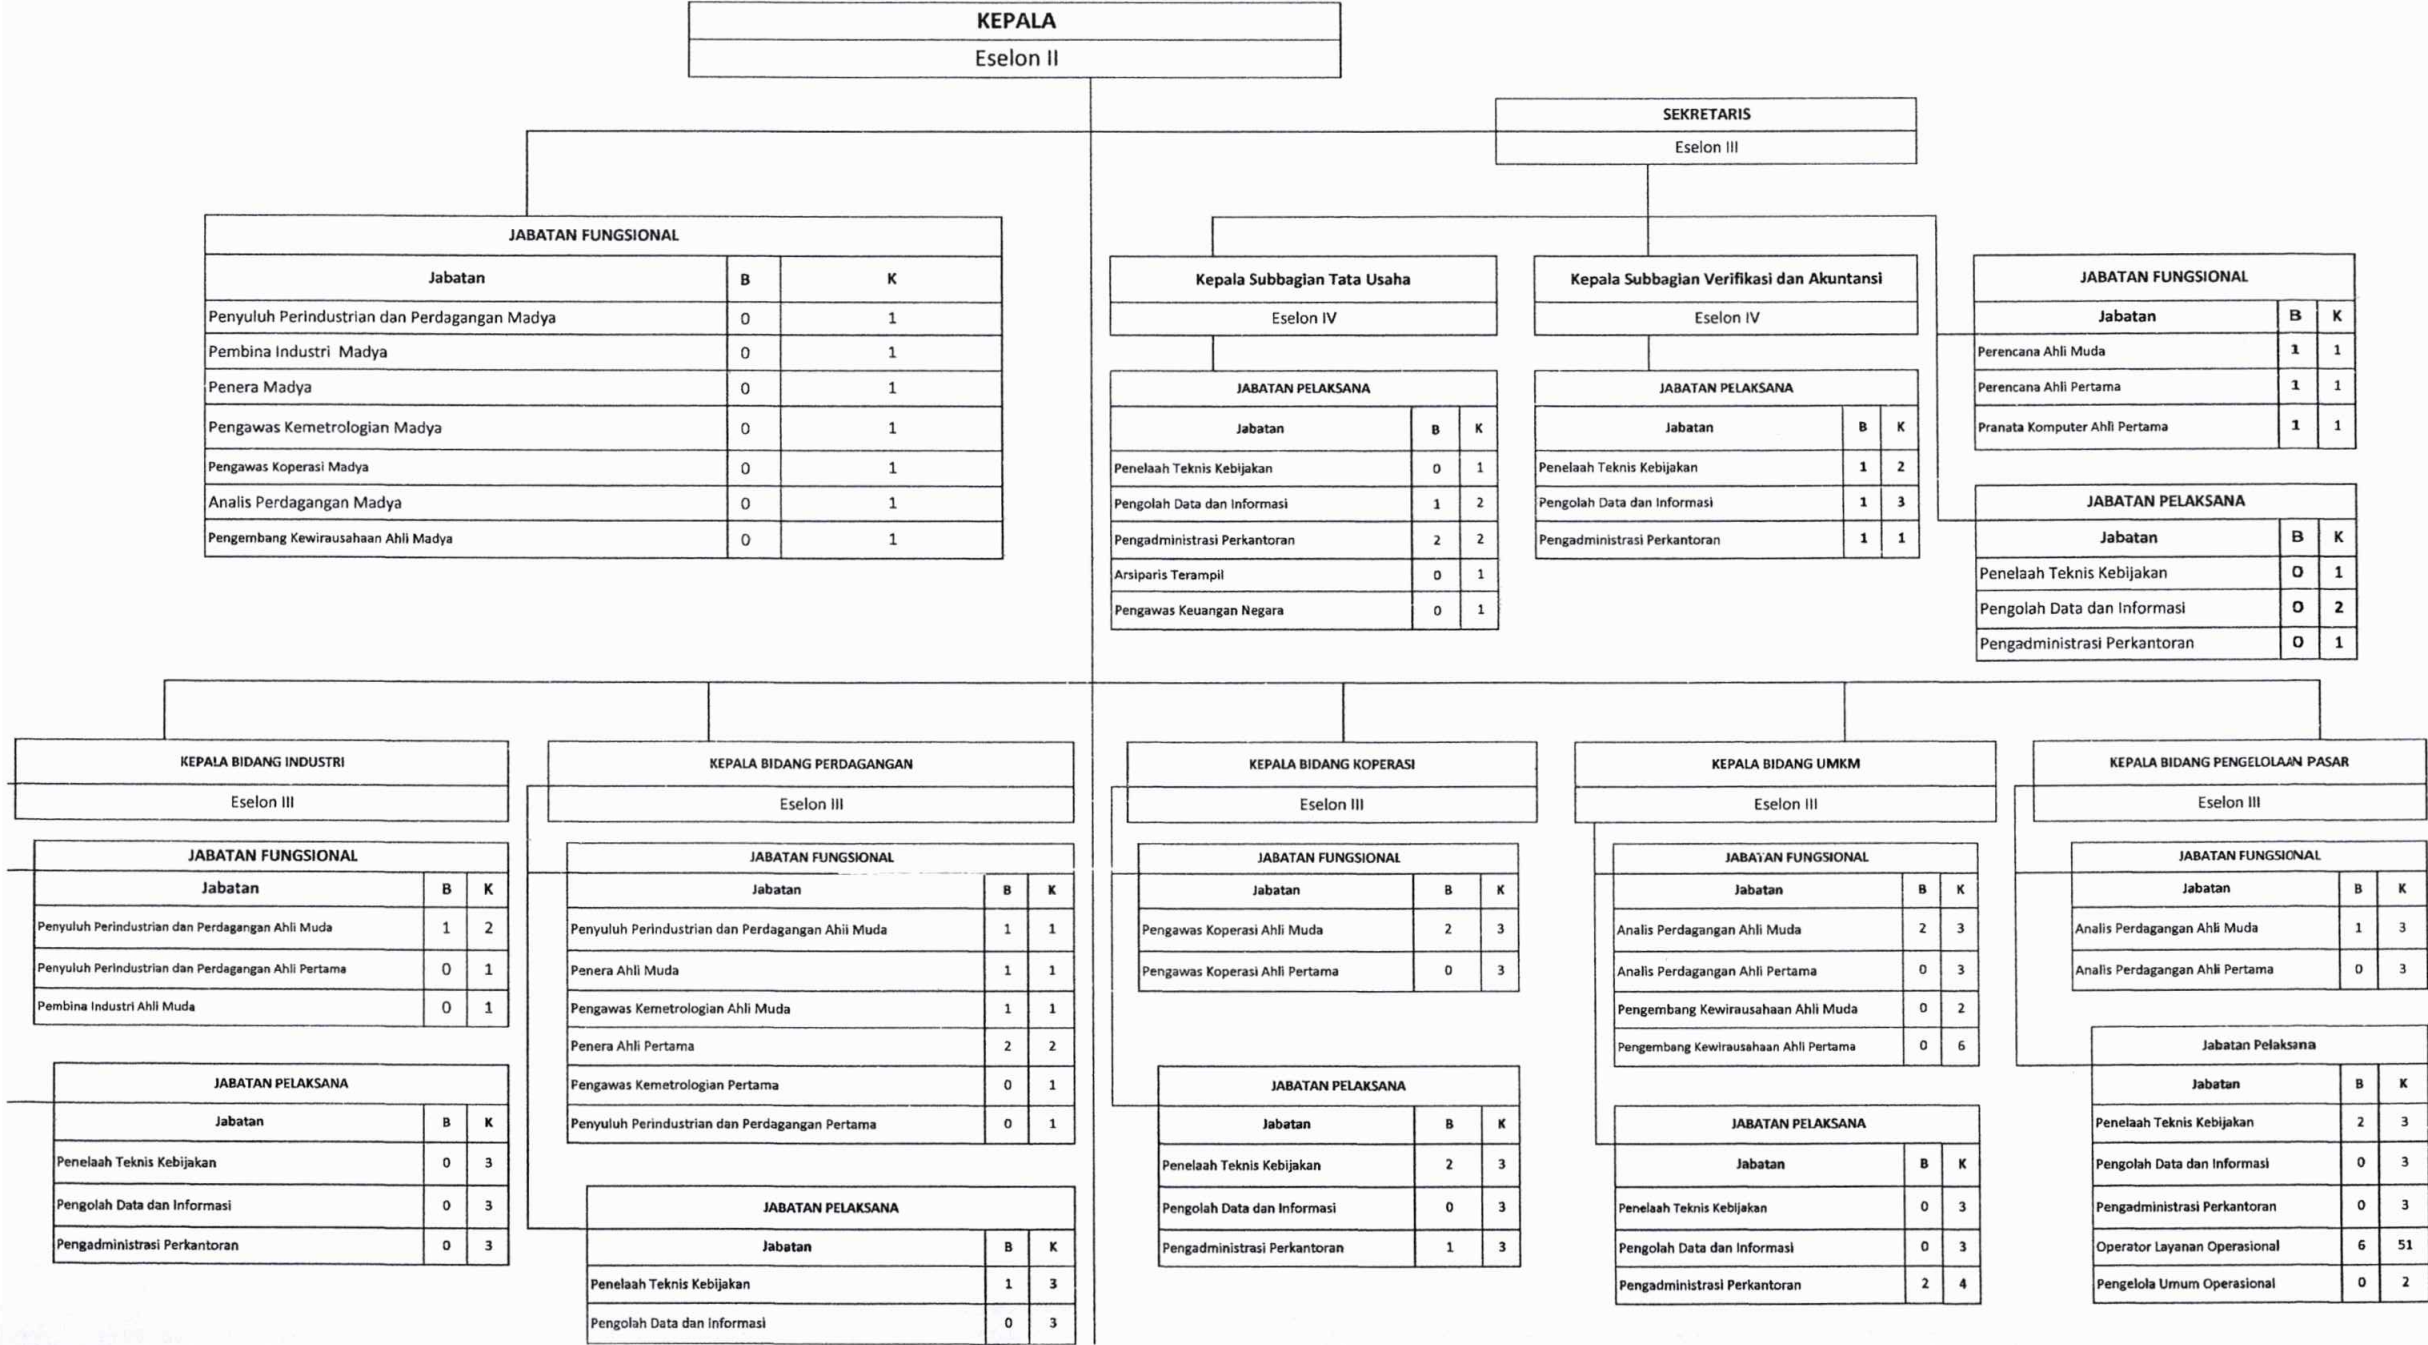 KEPALA
Eselon II
SEKRETARIS
Eselon III
JABATAN FUNGSIONAL
Jabatan B K
Penyuluh Perindustrian dan Perdagangan Madya 0 1
Pembina Industri Madya 0 1
Penera Madya 0 1
Pengawas Kemetrologian Madya 0 1
Pengawas Koperasi Madya 0 1
Analis Perdagangan Madya 0 1
Pengembang Kewirausahaan Ahli Madya 0 1
Kepala Subbagian Tata Usaha
Eselon IV
JABATAN PELAKSANA
Jabatan B K
Penelaah Teknis Kebijakan 0 1
Pengolah Data dan Informasi 1 2
Pengadministrasi Perkantoran 2 2
Arsiparis Terampil 0 1
Pengawas Keuangan Negara 0 1
Kepala Subbagian Verifikasi dan Akuntansi
Eselon IV
JABATAN PELAKSANA
Jabatan B K
Penelaah Teknis Kebijakan 1 2
Pengolah Data dan Informasi 1 3
Pengadministrasi Perkantoran 1 1
JABATAN FUNGSIONAL
Jabatan B K
Perencana Ahli Muda 1 1
Perencana Ahli Pertama 1 1
Pranata Komputer Ahli Pertama 1 1
JABATAN PELAKSANA
Jabatan B K
Penelaah Teknis Kebijakan 0 1
Pengolah Data dan Informasi 0 2
Pengadministrasi Perkantoran 0 1
KEPALA BIDANG INDUSTRI
Eselon III
JABATAN FUNGSIONAL
Jabatan B K
Penyuluh Perindustrian dan Perdagangan Ahli Muda 1 2
Penyuluh Perindustrian dan Perdagangan Ahli Pertama 0 1
Pembina Industri Ahli Muda 0 1
JABATAN PELAKSANA
Jabatan B K
Penelaah Teknis Kebijakan 0 3
Pengolah Data dan Informasi 0 3
Pengadministrasi Perkantoran 0 3
KEPALA BIDANG PERDAGANGAN
Eselon III
JABATAN FUNGSIONAL
Jabatan B K
Penyuluh Perindustrian dan Perdagangan Ahli Muda 1 1
Penera Ahli Muda 1 1
Pengawas Kemetrologian Ahli Muda 1 1
Penera Ahli Pertama 2 2
Pengawas Kemetrologian Pertama 0 1
Penyuluh Perindustrian dan Perdagangan Pertama 0 1
JABATAN PELAKSANA
Jabatan B K
Penelaah Teknis Kebijakan 1 3
Pengolah Data dan Informasi 0 3
KEPALA BIDANG KOPERASI
Eselon III
JABATAN FUNGSIONAL
Jabatan B K
Pengawas Koperasi Ahli Muda 2 3
Pengawas Koperasi Ahli Pertama 0 3
JABATAN PELAKSANA
Jabatan B K
Penelaah Teknis Kebijakan 2 3
Pengolah Data dan Informasi 0 3
Pengadministrasi Perkantoran 1 3
KEPALA BIDANG UMKM
Eselon III
JABATAN FUNGSIONAL
Jabatan B K
Analis Perdagangan Ahli Muda 2 3
Analis Perdagangan Ahli Pertama 0 3
Pengembang Kewirausahaan Ahli Muda 0 2
Pengembang Kewirausahaan Ahli Pertama 0 6
JABATAN PELAKSANA
Jabatan B K
Penelaah Teknis Kebijakan 0 3
Pengolah Data dan Informasi 0 3
Pengadministrasi Perkantoran 2 4
KEPALA BIDANG PENGELOLAAN PASAR
Eselon III
JABATAN FUNGSIONAL
Jabatan B K
Analis Perdagangan Ahli Muda 1 3
Analis Perdagangan Ahli Pertama 0 3
Jabatan Pelaksana
Jabatan B K
Penelaah Teknis Kebijakan 2 3
Pengolah Data dan Informasi 0 3
Pengadministrasi Perkantoran 0 3
Operator Layanan Operasional 6 51
Pengelola Umum Operasional 0 2